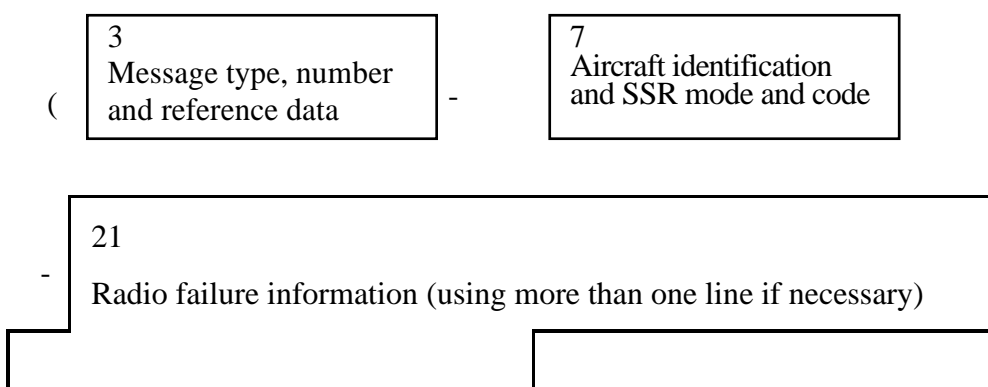 3
Message type, number
and reference data
(
-
7
Aircraft identification
and SSR mode and code
-
21
Radio failure information (using more than one line if necessary)